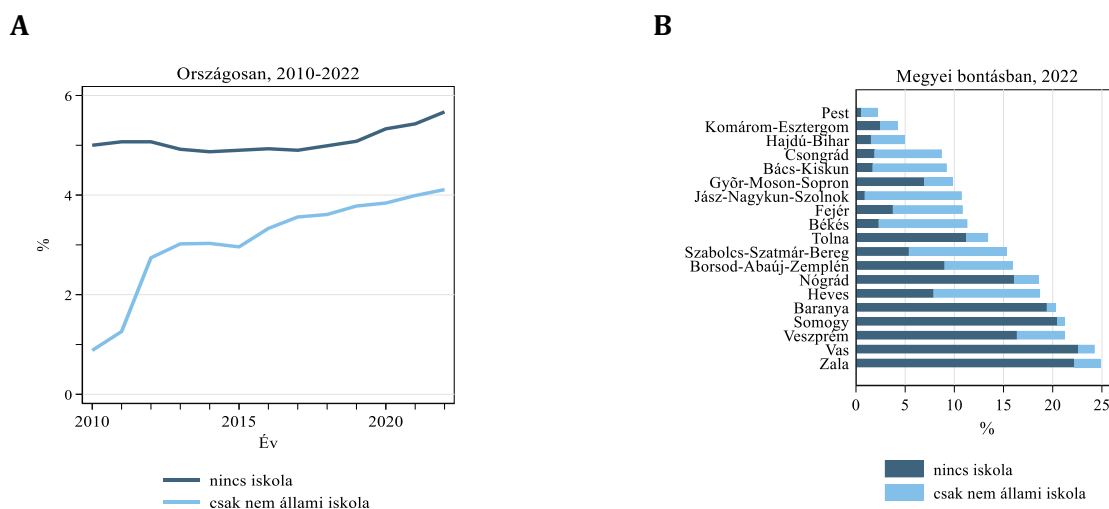 A
Országosan, 2010-2022
%
6
4
2
0
2010
2015
2020
Év
nincs iskola
csak nem állami iskola
B
Megyei bontásban, 2022
Pest
Komárom-Esztergom
Hajdú-Bihar
Csongrád
Bács-Kiskun
Gyõr-Moson-Sopron
Jász-Nagykun-Szolnok
Fejér
Békés
Tolna
Szabolcs-Szatmár-Bereg
Borsod-Abaúj-Zemplén
Nógrád
Heves
Baranya
Somogy
Veszprém
Vas
Zala
0 5 10 15 20 25
%
nincs iskola
csak nem állami iskola